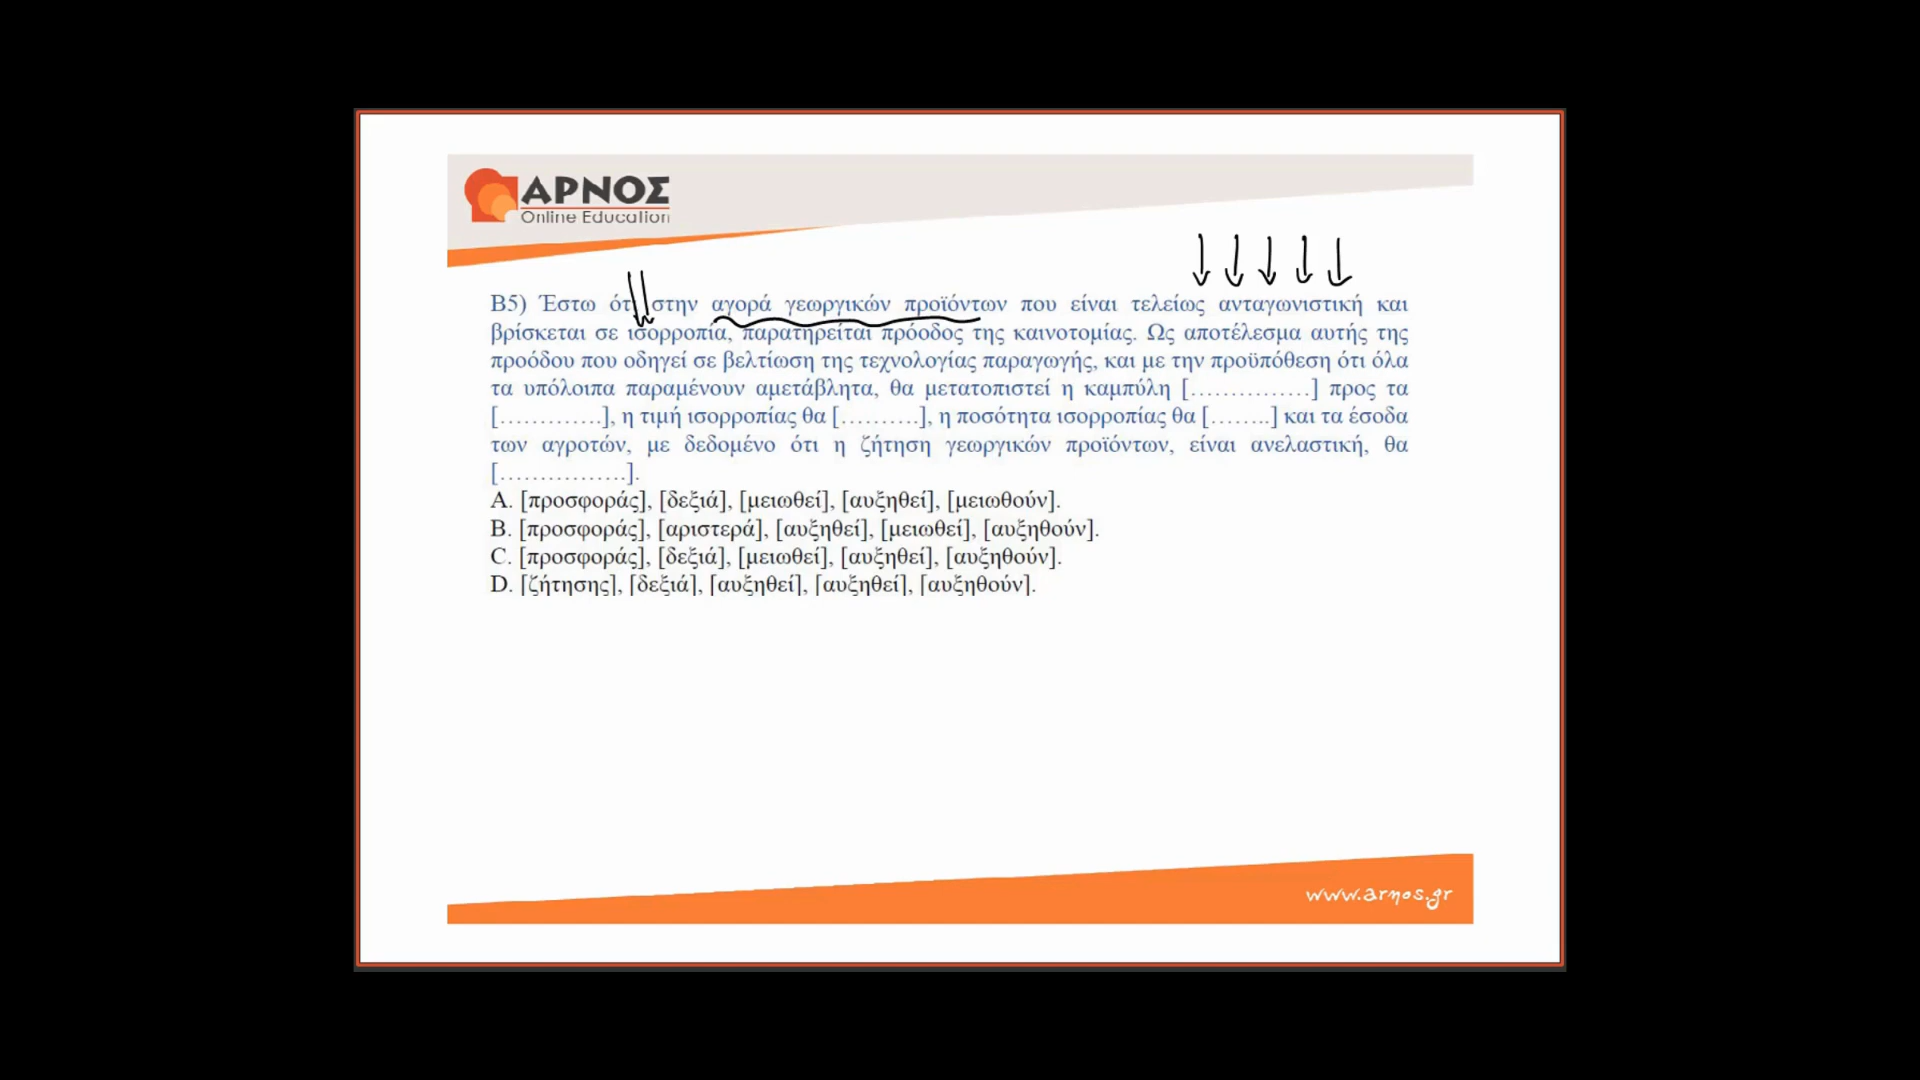 ΑΡΝΟΣ
Online Education
B5) Έστω ότι στην αγορά γεωργικών προϊόντων που είναι τελείως ανταγωνιστική και
βρίσκεται σε ισορροπία, παρατηρείται πρόοδος της καινοτομίας. Ως αποτέλεσμα αυτής της
προόδου που οδηγεί σε βελτίωση της τεχνολογίας παραγωγής, και με την προϋπόθεση ότι όλα
τα υπόλοιπα παραμένουν αμετάβλητα, θα μετατοπιστεί η καμπύλη [……………] προς τα
[………….], η τιμή ισορροπίας θα [……….], η ποσότητα ισορροπίας θα [……..] και τα έσοδα
των αγροτών, με δεδομένο ότι η ζήτηση γεωργικών προϊόντων, είναι ανελαστική, θα
[…………….].
A. [προσφοράς], [δεξιά], [μειωθεί], [αυξηθεί], [μειωθούν].
B. [προσφοράς], [αριστερά], [αυξηθεί], [μειωθεί], [αυξηθούν].
C. [προσφοράς], [δεξιά], [μειωθεί], [αυξηθεί], [αυξηθούν].
D. [ζήτησης], [δεξιά], [αυξηθεί], [αυξηθεί], [αυξηθούν].
www.arnos.gr